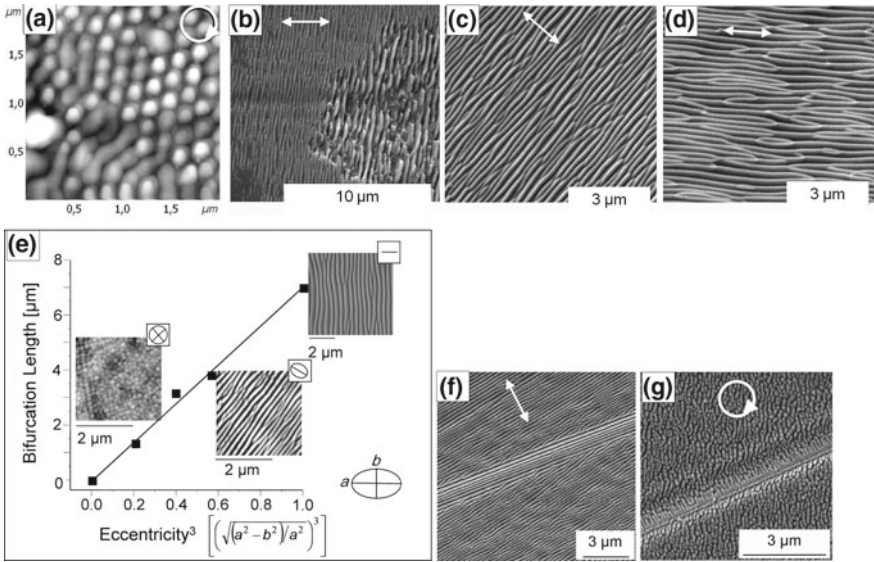 (a)
µm
2,0
1,5
1,0
0,5
0,5 1,0 1,5 µm
(b)
10 µm
(c)
3 µm
(d)
3 µm
(e)
Bifurcation Length [µm]
8
6
4
2
0
0.0 0.2 0.4 0.6 0.8 1.0
Eccentricity³ [(√(a² − b²)/a²)³]
2 µm
2 µm
2 µm
b
a
(f)
3 µm
(g)
3 µm